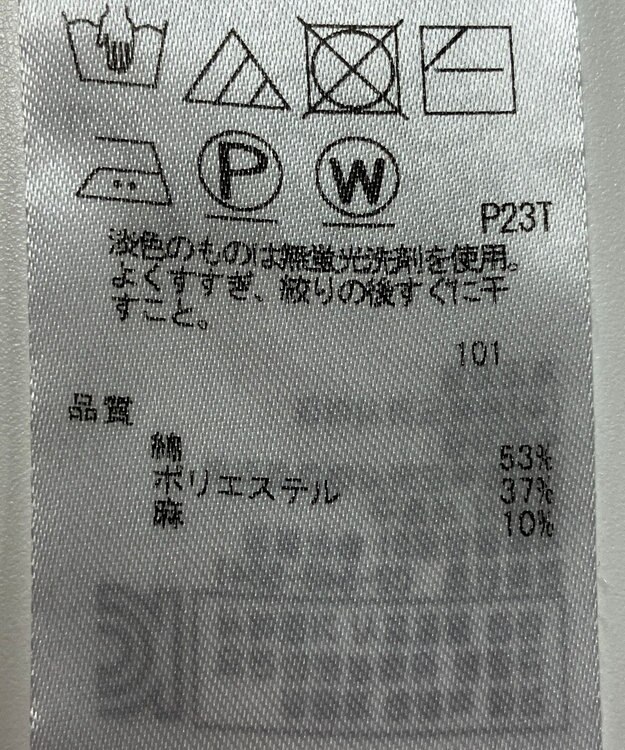 P
W
P23T
淡色のものは無蛍光洗剤を使用。
よくすすぎ、絞りの後すぐに干
すこと。
101
品質
綿 53%
ポリエステル 37%
麻 10%